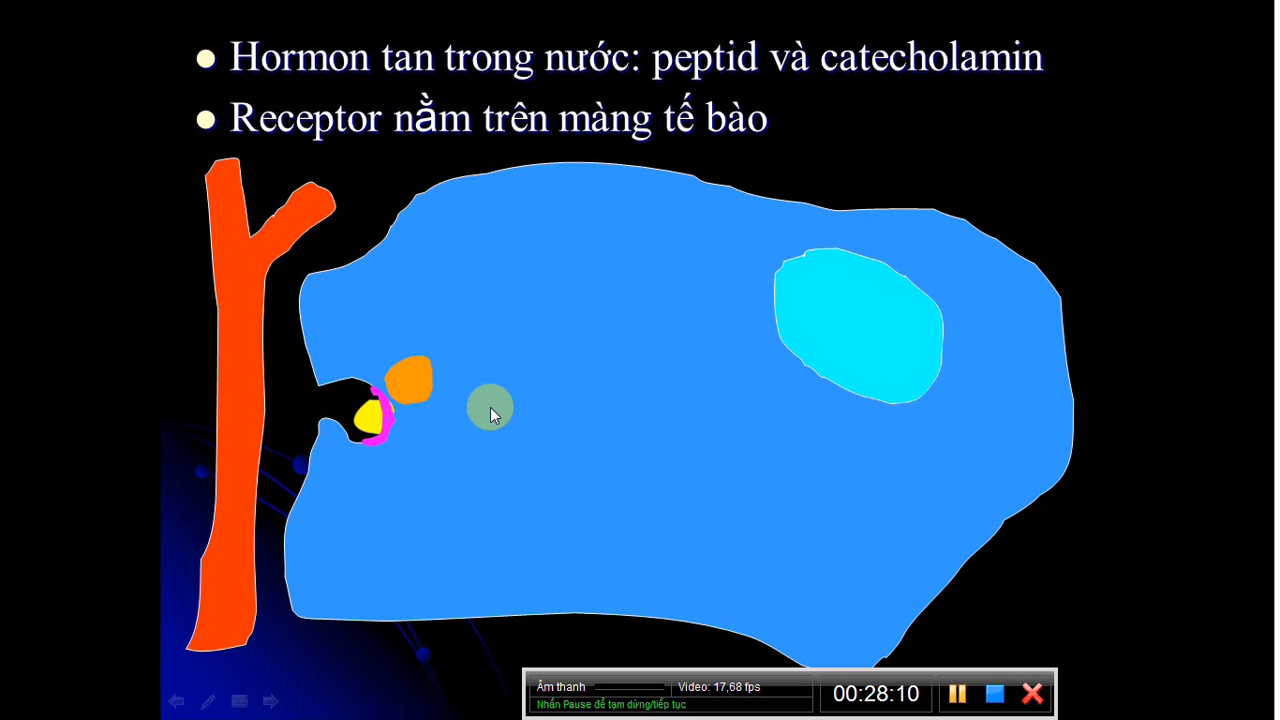 Hormon tan trong nước: peptid và catecholamin
Receptor nằm trên màng tế bào
Âm thanh
Video: 17,68 fps
Nhấn Pause để tạm dừng/tiếp tục
00:28:10